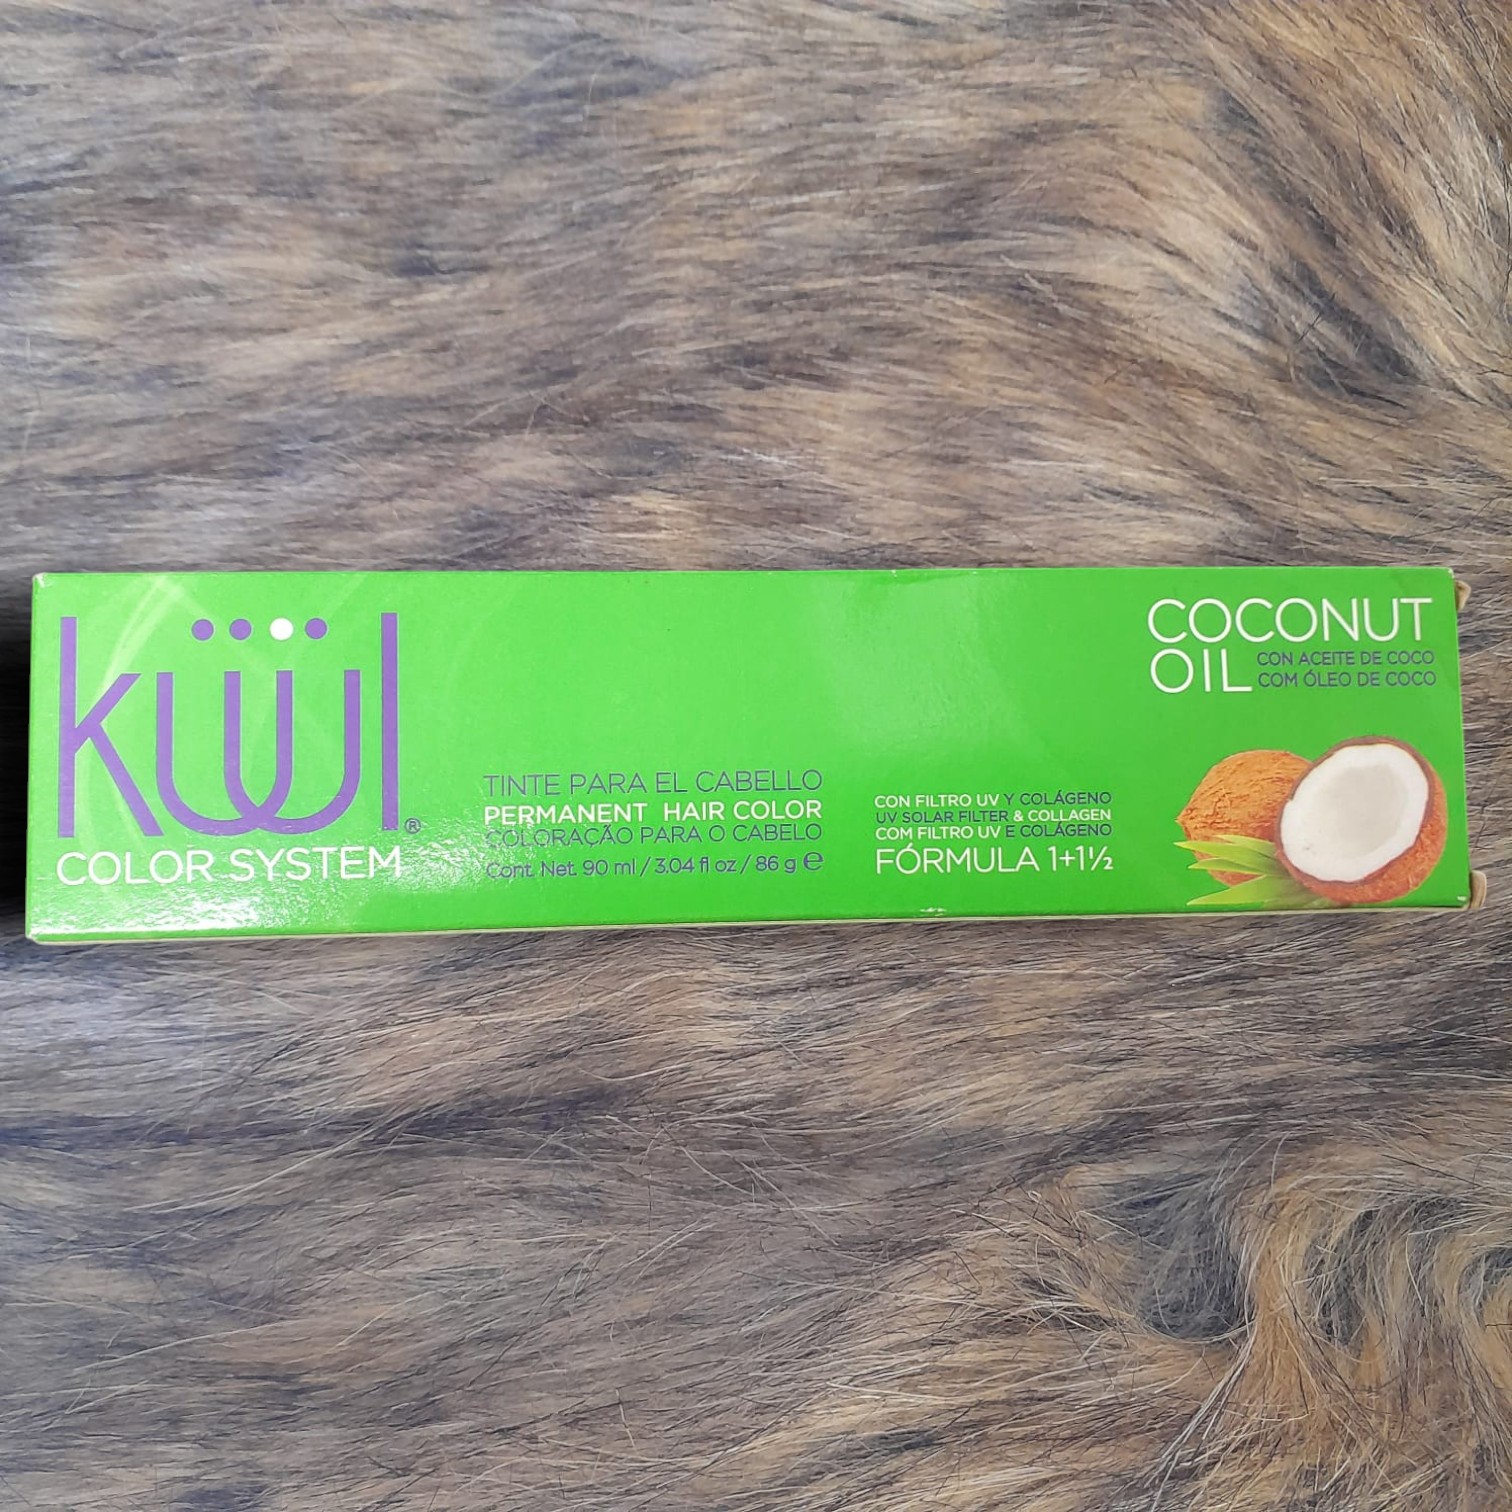 küül®
COLOR SYSTEM
TINTE PARA EL CABELLO
PERMANENT HAIR COLOR
COLORAÇÃO PARA O CABELO
Cont. Net. 90 ml / 3.04 fl oz / 86 g ℮
CON FILTRO UV Y COLÁGENO
UV SOLAR FILTER & COLLAGEN
COM FILTRO UV E COLÁGENO
FÓRMULA 1+1½
COCONUT
OIL
CON ACEITE DE COCO
COM ÓLEO DE COCO